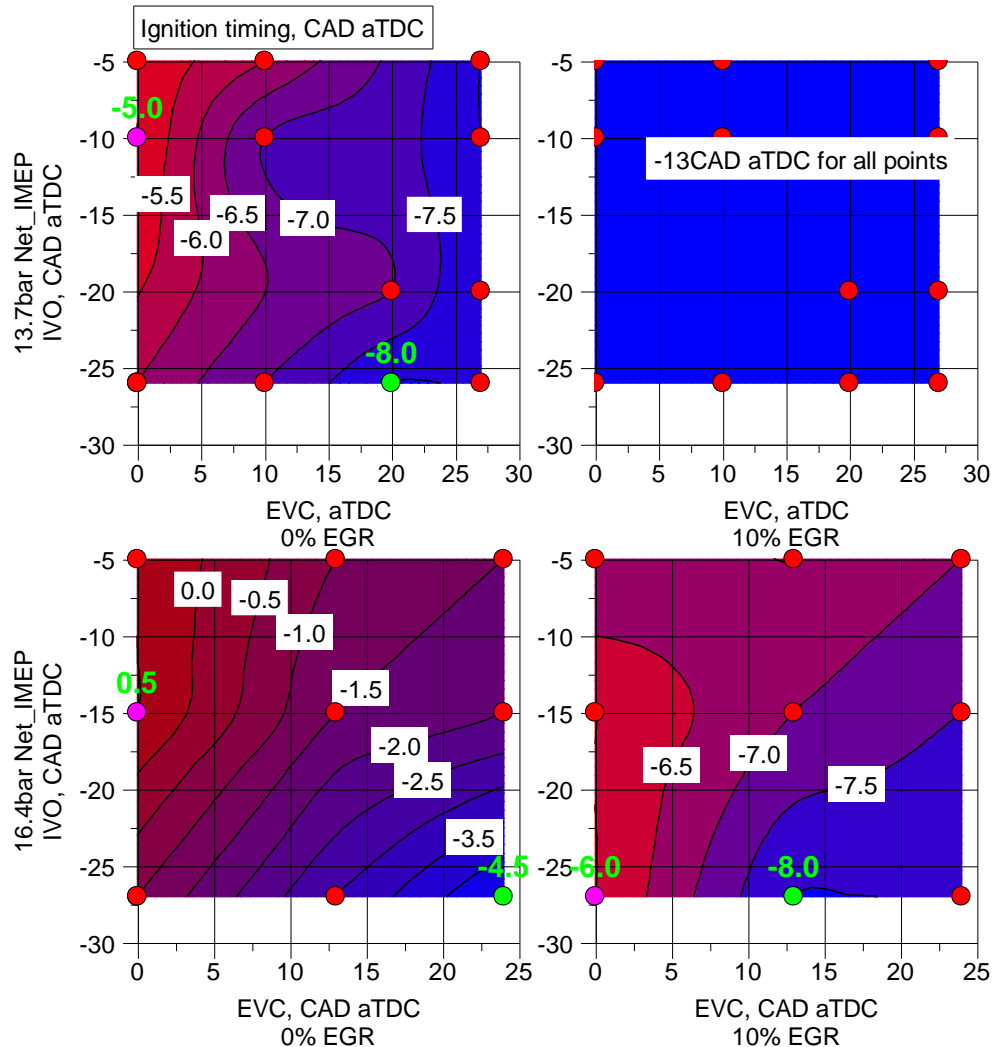 Ignition timing, CAD aTDC
13.7bar Net_IMEP
IVO, CAD aTDC
-5
-10
-15
-20
-25
-30
-5.0
-5.5
-6.0
-6.5
-7.0
-7.5
-8.0
0 5 10 15 20 25 30
EVC, aTDC
0% EGR
-13CAD aTDC for all points
0 5 10 15 20 25 30
EVC, aTDC
10% EGR
16.4bar Net_IMEP
IVO, CAD aTDC
-5
-10
-15
-20
-25
-30
0.0
-0.5
-1.0
0.5
-1.5
-2.0
-2.5
-3.5
-4.5
0 5 10 15 20 25
EVC, CAD aTDC
0% EGR
-5
-10
-15
-20
-25
-30
-6.5
-7.0
-7.5
-6.0
-8.0
0 5 10 15 20 25
EVC, CAD aTDC
10% EGR